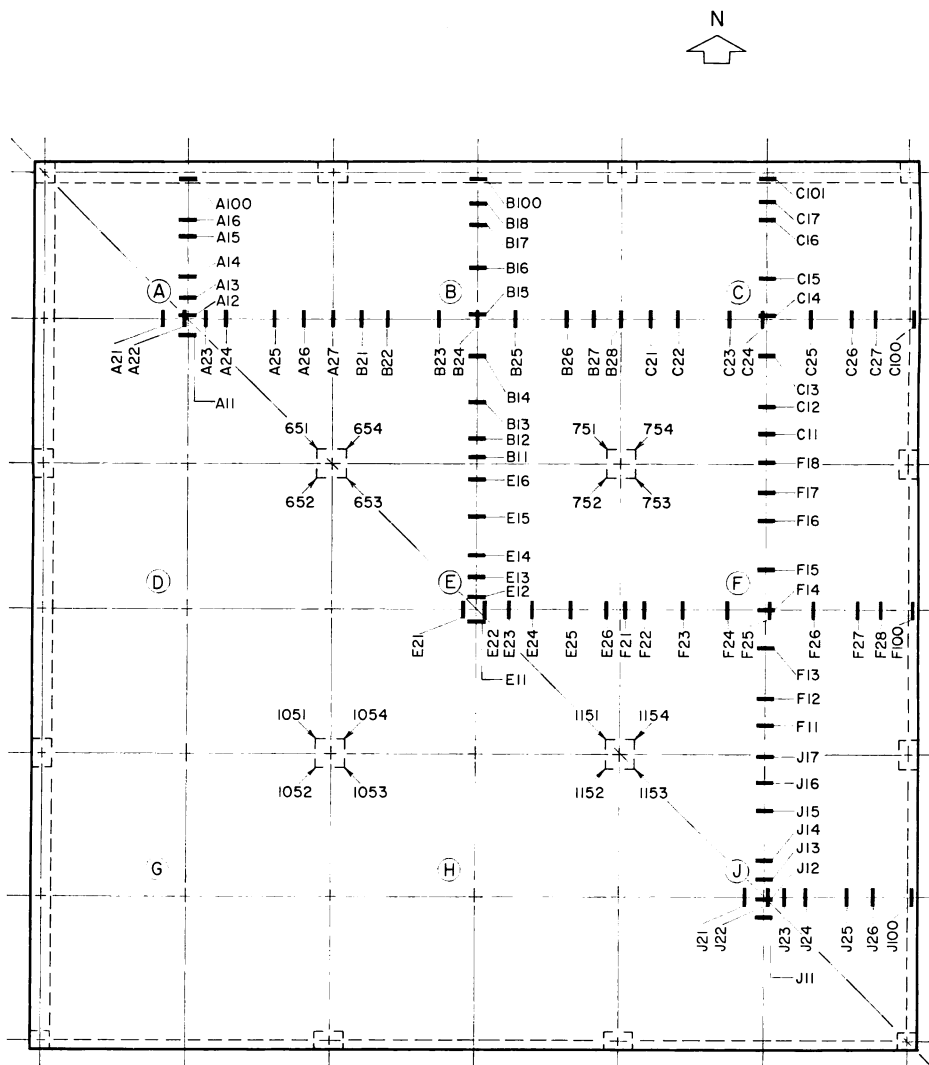 N
A100
A16
A15
A14
A13
A12
A
A21
A22
A23
A24
A25
A26
A27
A11
B100
B18
B17
B16
B15
B
B21
B22
B23
B24
B25
B26
B27
B28
B14
B13
B12
B11
C101
C17
C16
C15
C14
C
C21
C22
C23
C24
C25
C26
C27
C100
C13
C12
C11
651 654
652 653
751 754
752 753
F18
F17
F16
F15
F14
E16
E15
E14
E13
E12
D
E
F
E21
E22
E23
E24
E25
E26
F21
F22
F23
F24
F25
F26
F27
F28
F100
E11
F13
F12
F11
1051 1054
1052 1053
1151 1154
1152 1153
J17
J16
J15
J14
J13
J12
G
H
J
J21
J22
J23
J24
J25
J26
J100
J11